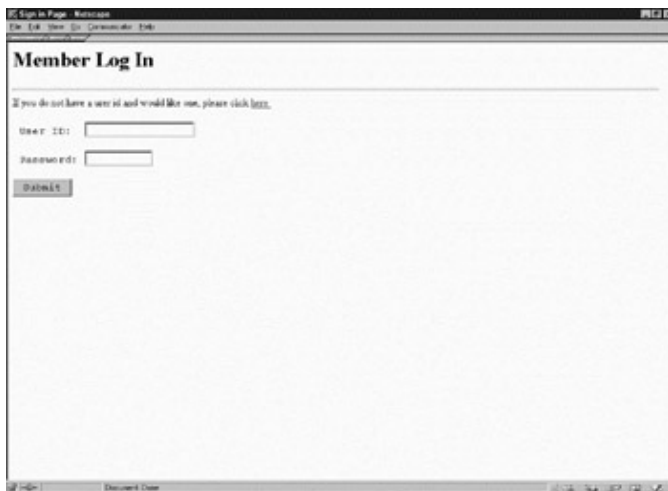 Sign in Page - Netscape
File Edit View Go Communicator Help
Member Log In
If you do not have a user id and would like one, please click here.
User ID:
Password:
Submit
Document: Done